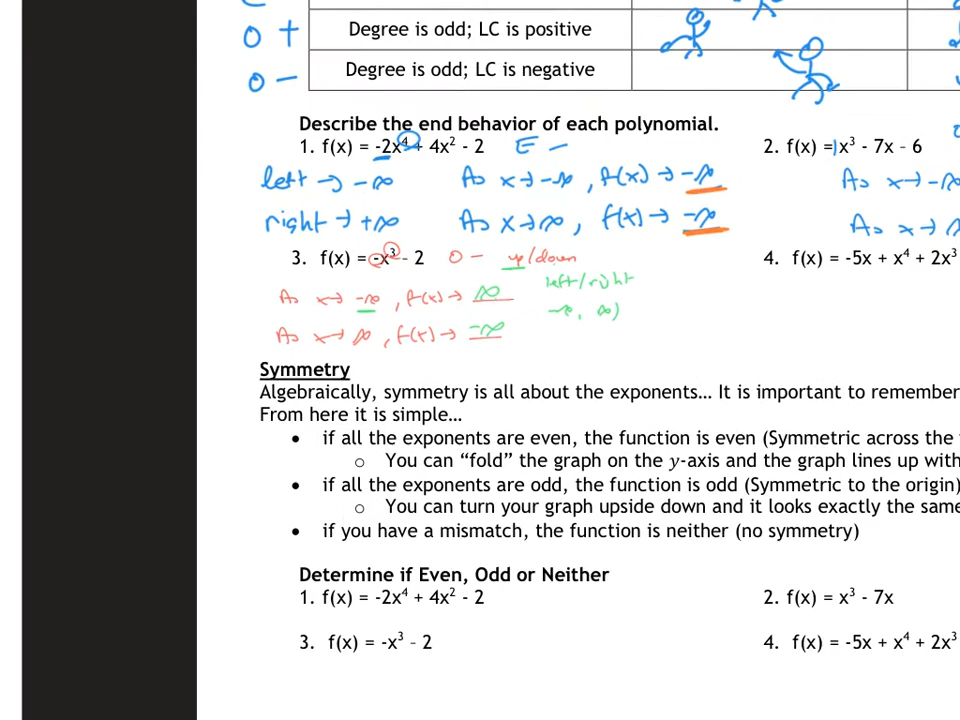 O + Degree is odd; LC is positive
O - Degree is odd; LC is negative
Describe the end behavior of each polynomial.
1. f(x) = -2x⁴ + 4x² - 2 E -
2. f(x) = 1x³ - 7x - 6
left → -∞ As x → -∞, f(x) → -∞
As x → -∞
right → +∞ As x → ∞, f(x) → -∞
As x →
3. f(x) = -x³ - 2 O - up/down
4. f(x) = -5x + x⁴ + 2x³
left/right
As x → -∞, f(x) → ∞
-∞, ∞)
As x → ∞, f(x) → -∞
Symmetry
Algebraically, symmetry is all about the exponents… It is important to remember
From here it is simple…
• if all the exponents are even, the function is even (Symmetric across the
o You can “fold” the graph on the y-axis and the graph lines up with
• if all the exponents are odd, the function is odd (Symmetric to the origin)
o You can turn your graph upside down and it looks exactly the same
• if you have a mismatch, the function is neither (no symmetry)
Determine if Even, Odd or Neither
1. f(x) = -2x⁴ + 4x² - 2
2. f(x) = x³ - 7x
3. f(x) = -x³ - 2
4. f(x) = -5x + x⁴ + 2x³